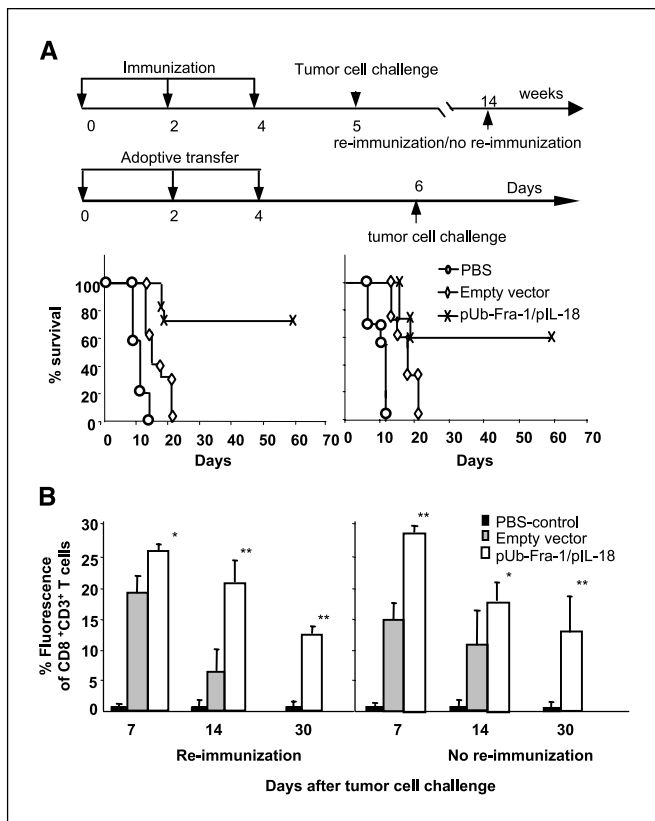 A
Immunization
Tumor cell challenge
0 2 4 5 14 weeks
re-immunization/no re-immunization
Adoptive transfer
0 2 4 6 Days
tumor cell challenge
% survival
100
80
60
40
20
0
0 10 20 30 40 50 60 70
Days
PBS
Empty vector
pUb-Fra-1/pIL-18
0 10 20 30 40 50 60 70
Days
B
% Fluorescence
of CD8+CD3+ T cells
30
25
20
15
10
5
0
* ** ** ** * **
PBS-control
Empty vector
pUb-Fra-1/pIL-18
7 14 30 7 14 30
Re-immunization No re-immunization
Days after tumor cell challenge